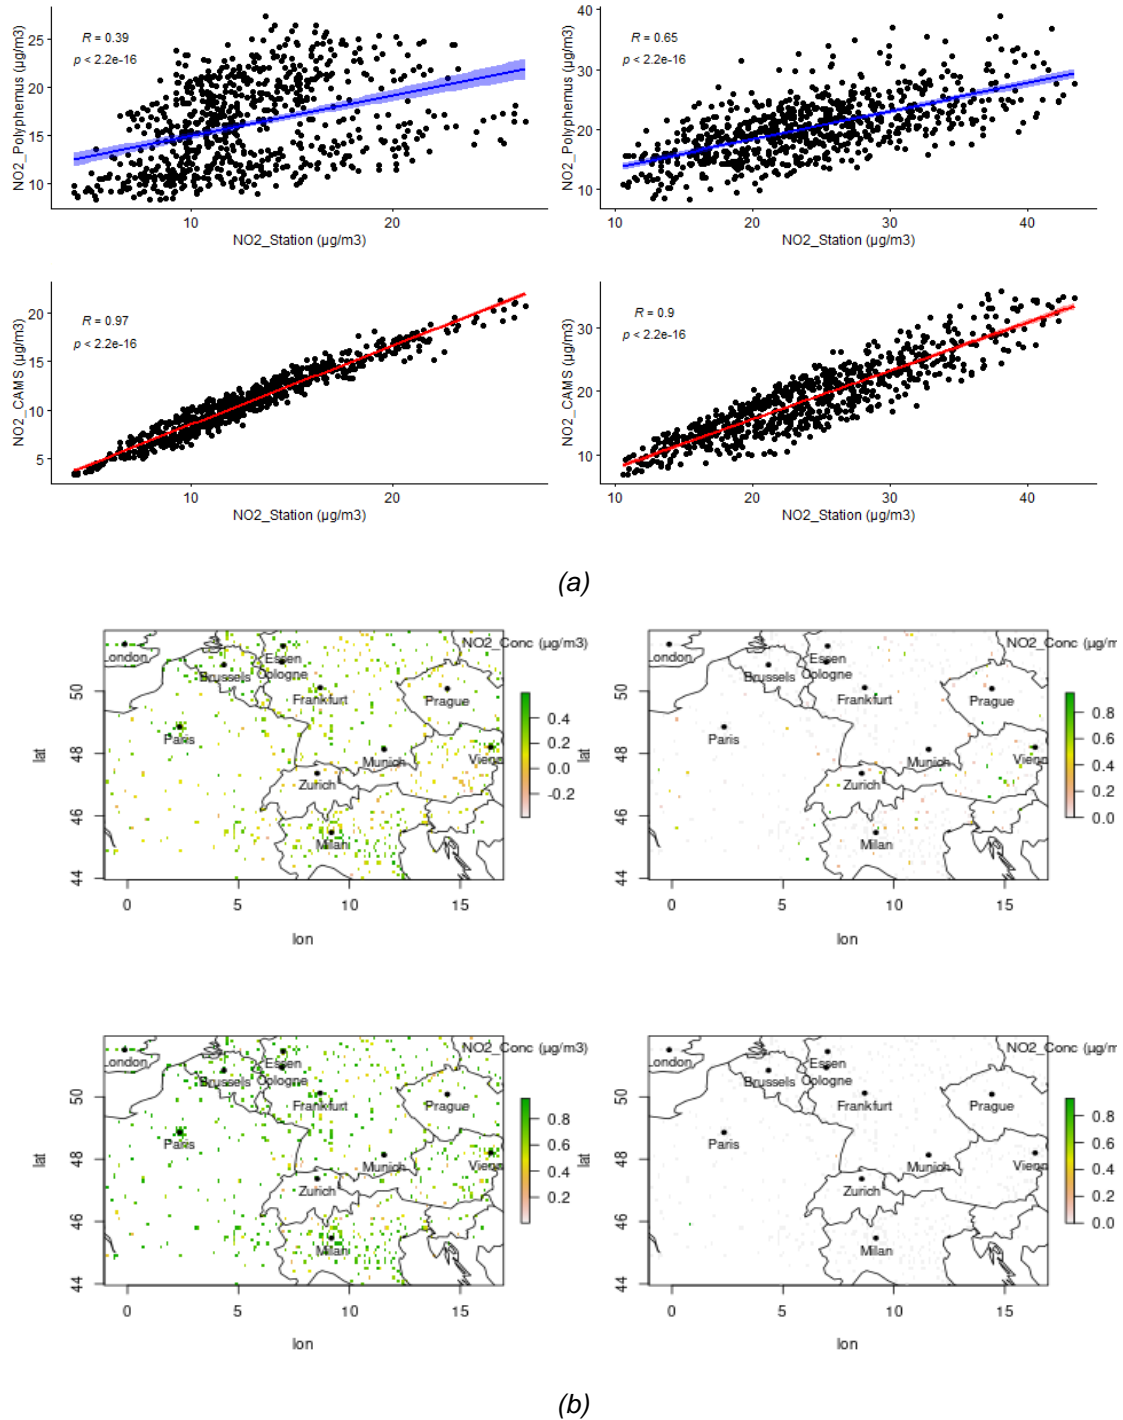 NO2_Polyphemus (µg/m3)
25
20
15
10
R = 0.39
p < 2.2e-16
10
20
NO2_Station (µg/m3)
NO2_Polyphemus (µg/m3)
40
30
20
10
R = 0.65
p < 2.2e-16
10
20
30
40
NO2_Station (µg/m3)
NO2_CAMS (µg/m3)
20
15
10
5
R = 0.97
p < 2.2e-16
10
20
NO2_Station (µg/m3)
NO2_CAMS (µg/m3)
30
20
10
R = 0.9
p < 2.2e-16
10
20
30
40
NO2_Station (µg/m3)
(a)
NO2_Conc (µg/m3)
London
Essen
Brussels
Cologne
Frankfurt
Prague
Paris
Munich
Vienn
Zurich
Milan
lat
50
48
46
44
0
5
10
15
lon
0.4
0.2
0.0
-0.2
NO2_Conc (µg/m
London
Essen
Brussels
Cologne
Frankfurt
Prague
Paris
Munich
Vienn
Zurich
Milan
lat
50
48
46
44
0
5
10
15
lon
0.8
0.6
0.4
0.2
0.0
NO2_Conc (µg/m3)
London
Essen
Brussels
Cologne
Frankfurt
Prague
Paris
Munich
Vienn
Zurich
Milan
lat
50
48
46
44
0
5
10
15
lon
0.8
0.6
0.4
0.2
NO2_Conc (µg/m
London
Essen
Brussels
Cologne
Frankfurt
Prague
Paris
Munich
Vienn
Zurich
Milan
lat
50
48
46
44
0
5
10
15
lon
0.8
0.6
0.4
0.2
0.0
(b)